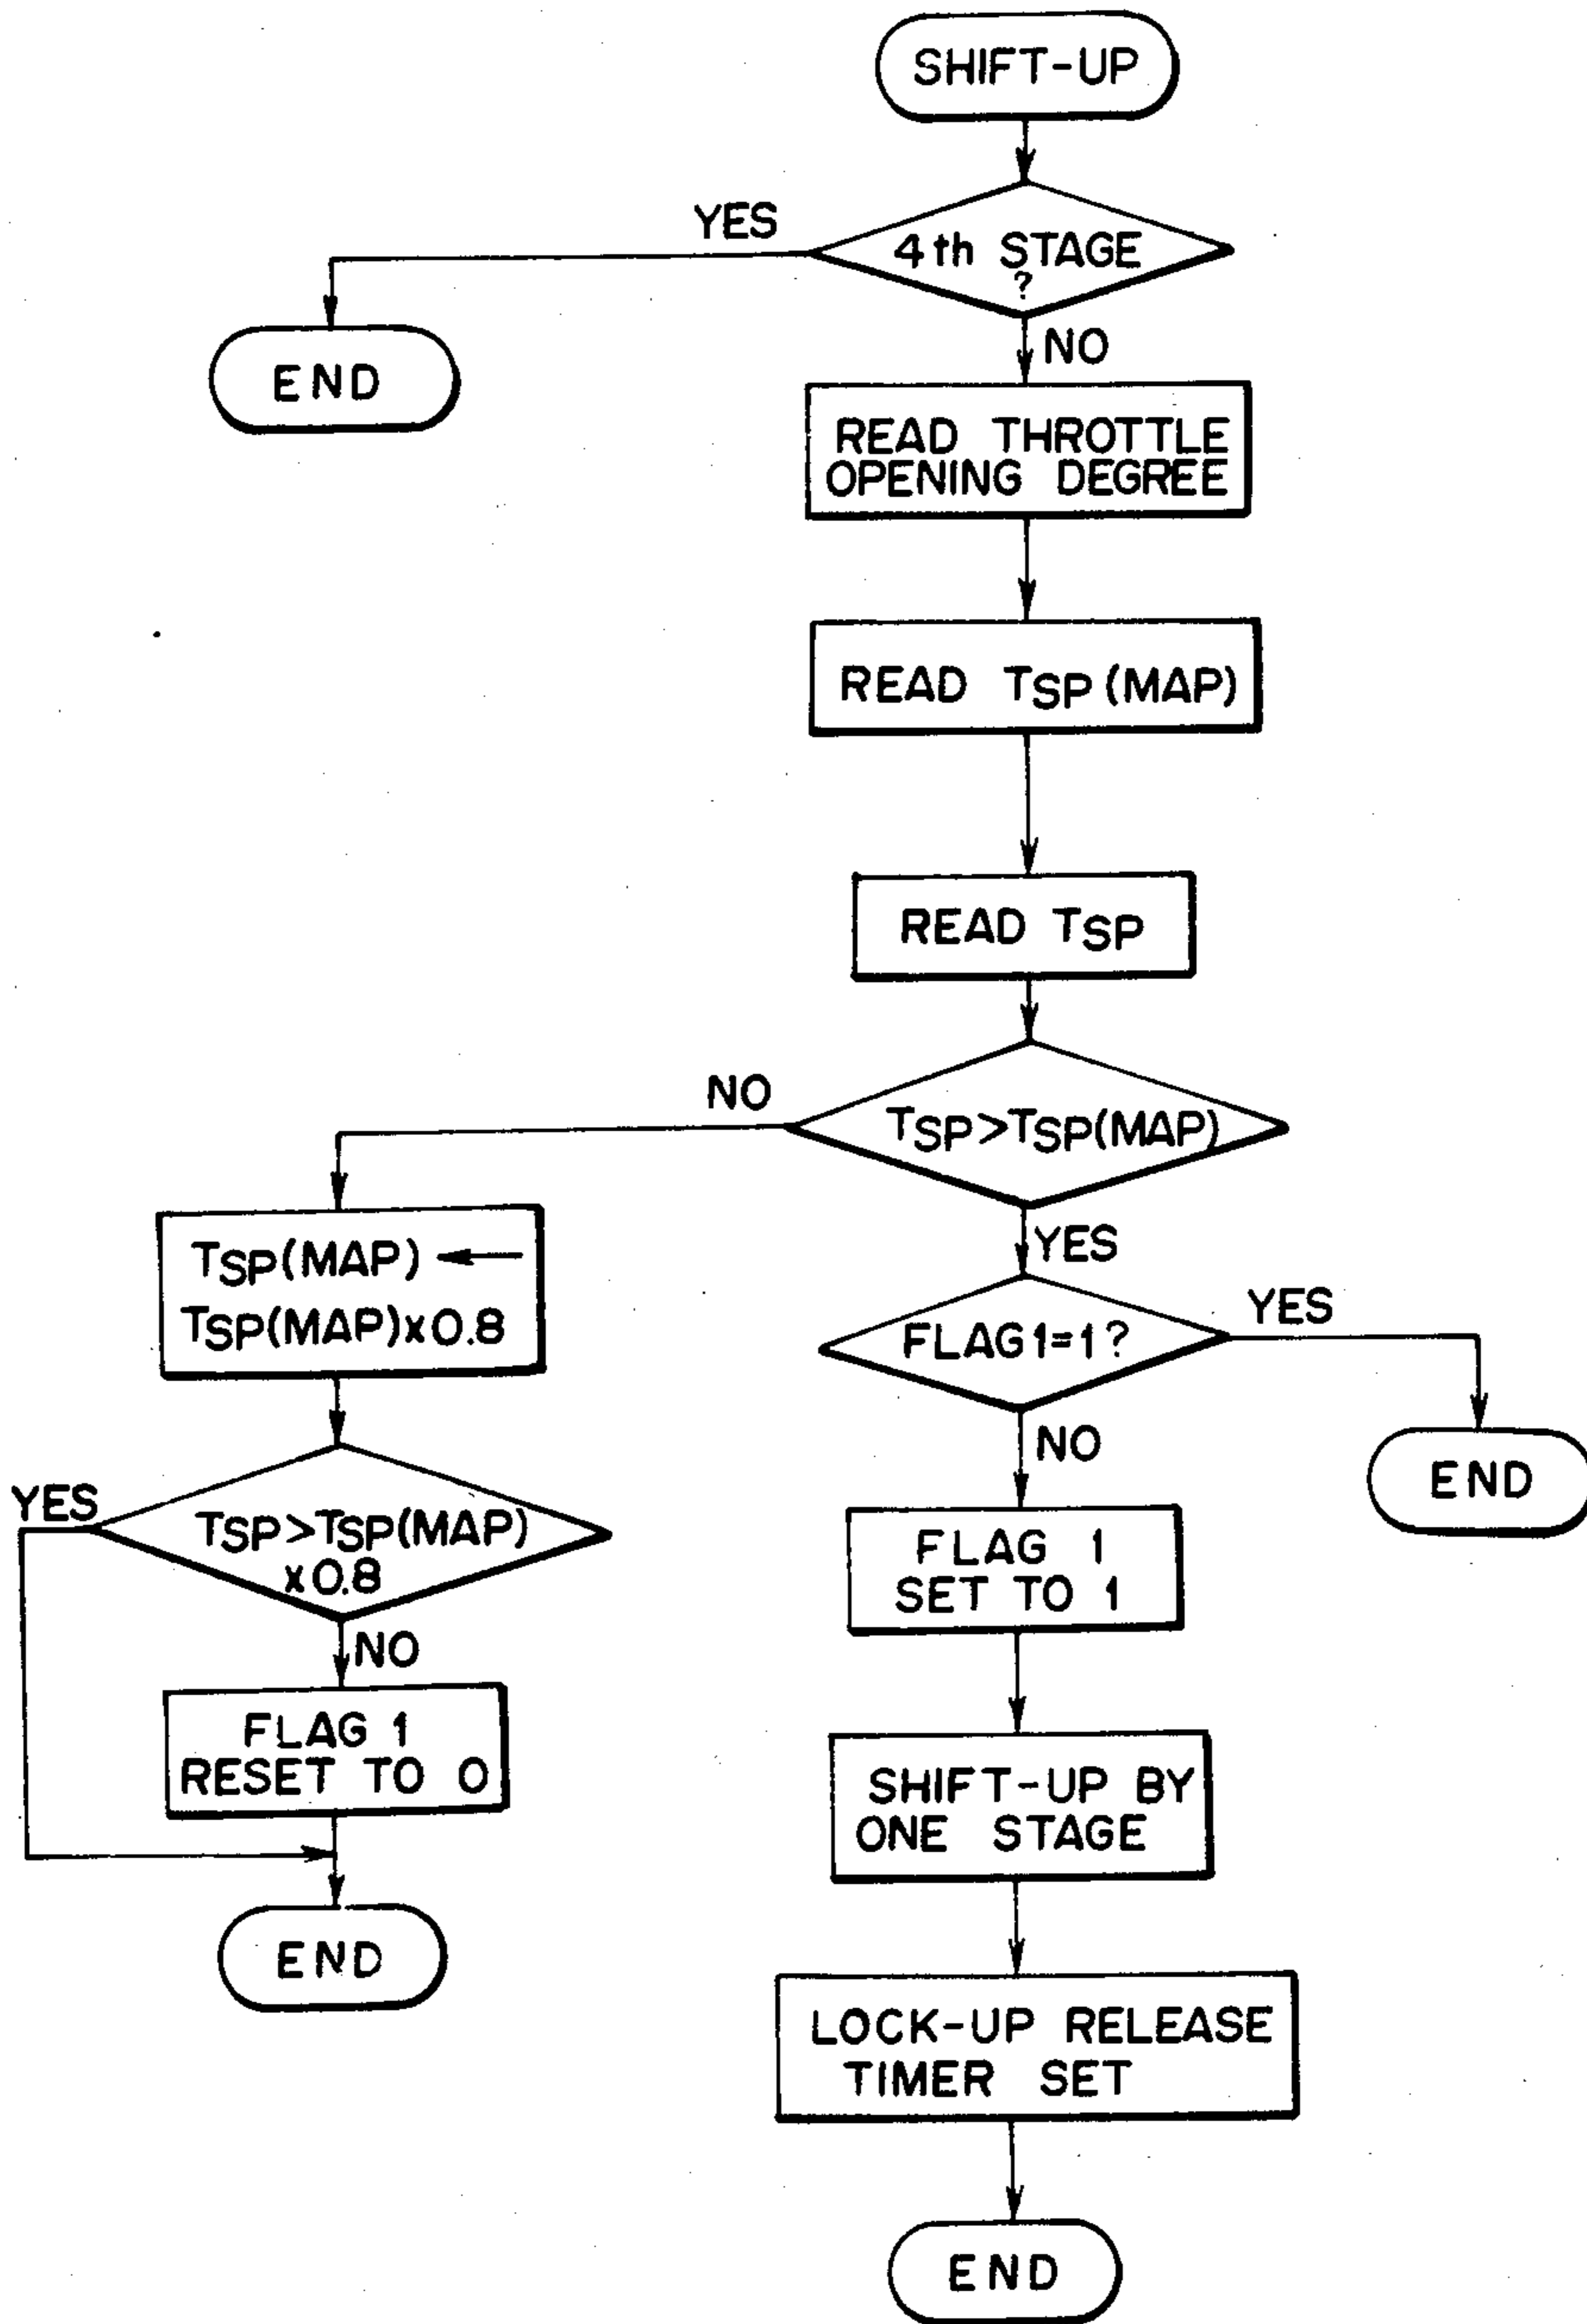 SHIFT-UP
YES
4th STAGE
?
END
NO
READ THROTTLE
OPENING DEGREE
READ TSP (MAP)
READ TSP
NO
TSP>TSP(MAP)
TSP(MAP) ←
TSP(MAP)x0.8
YES
FLAG1=1?
YES
NO
END
YES
TSP>TSP(MAP)
x0.8
FLAG 1
SET TO 1
NO
FLAG 1
RESET TO 0
SHIFT-UP BY
ONE STAGE
END
LOCK-UP RELEASE
TIMER SET
END